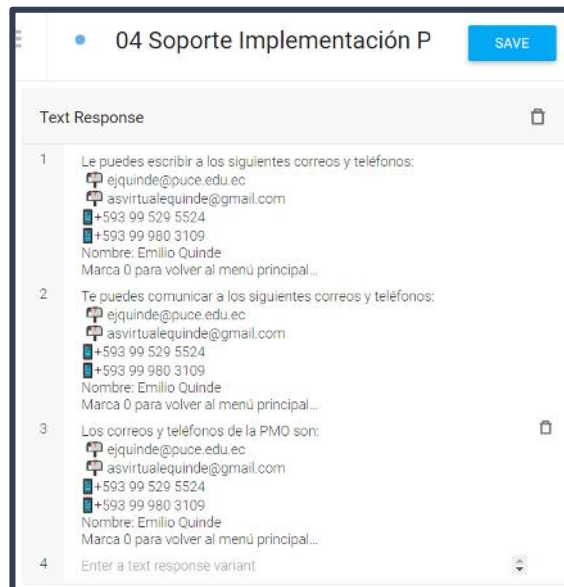 04 Soporte Implementación P
SAVE
Text Response
1
Le puedes escribir a los siguientes correos y teléfonos:
📫 ejquinde@puce.edu.ec
📫 asvirtualequinde@gmail.com
📱+593 99 529 5524
📱+593 99 980 3109
Nombre: Emilio Quinde
Marca 0 para volver al menú principal...
2
Te puedes comunicar a los siguientes correos y teléfonos:
📫 ejquinde@puce.edu.ec
📫 asvirtualequinde@gmail.com
📱+593 99 529 5524
📱+593 99 980 3109
Nombre: Emilio Quinde
Marca 0 para volver al menú principal...
3
Los correos y teléfonos de la PMO son:
📫 ejquinde@puce.edu.ec
📫 asvirtualequinde@gmail.com
📱+593 99 529 5524
📱+593 99 980 3109
Nombre: Emilio Quinde
Marca 0 para volver al menú principal...
4
Enter a text response variant